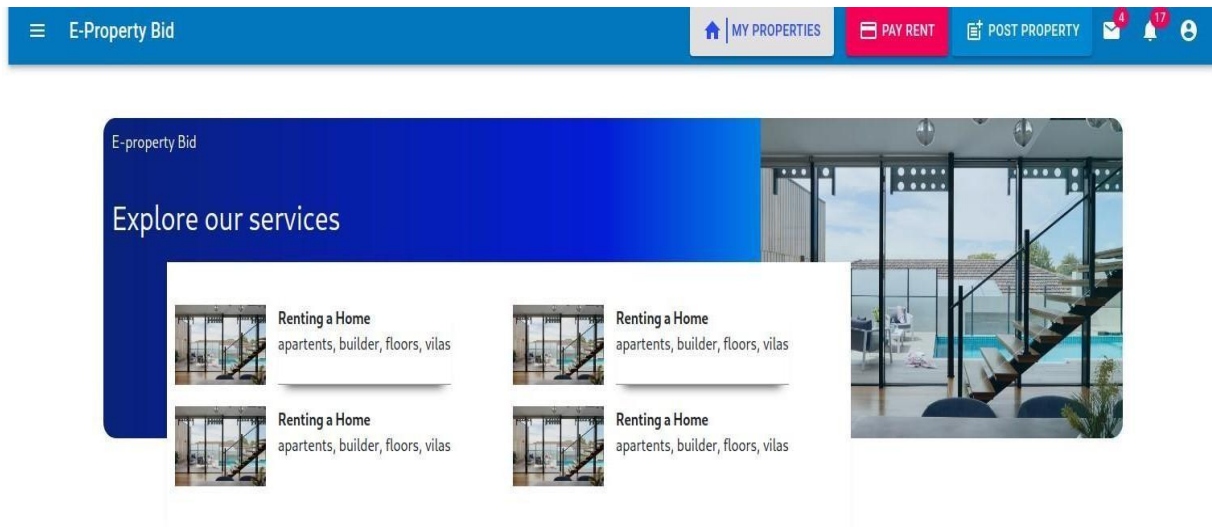 E-Property Bid
MY PROPERTIES
PAY RENT
POST PROPERTY
4
17
E-property Bid
Explore our services
Renting a Home
apartents, builder, floors, vilas
Renting a Home
apartents, builder, floors, vilas
Renting a Home
apartents, builder, floors, vilas
Renting a Home
apartents, builder, floors, vilas